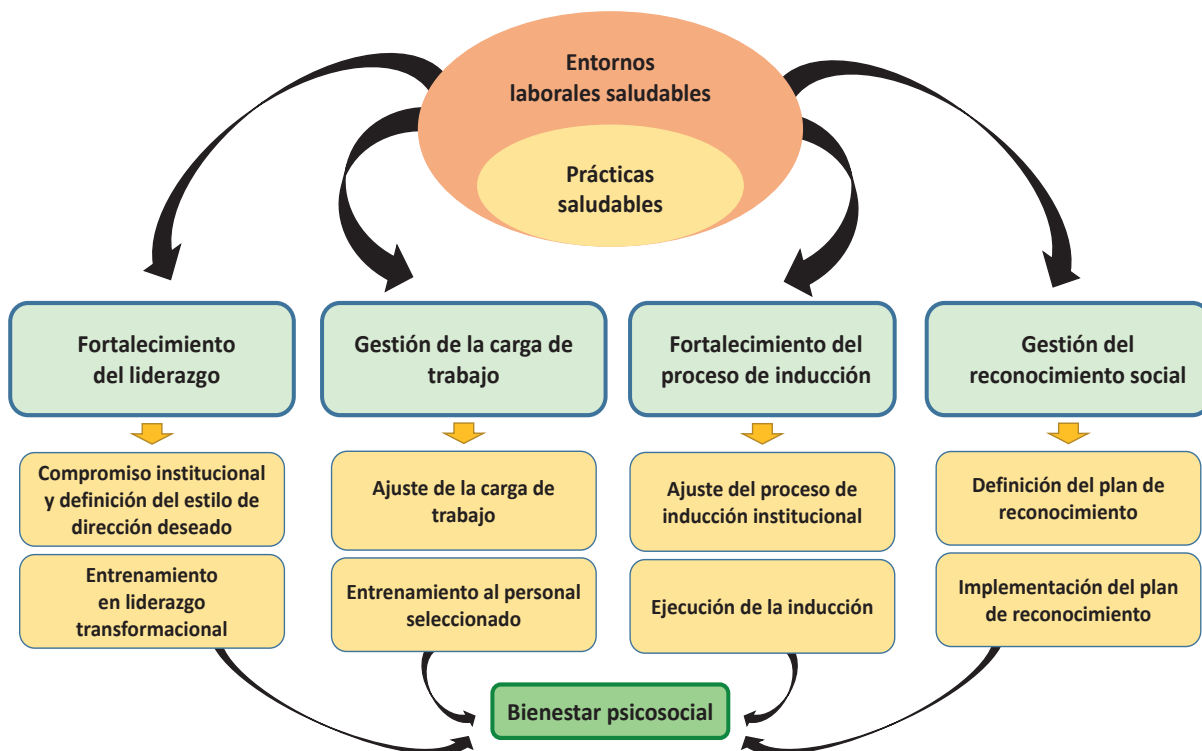 Entornos
laborales saludables
Prácticas
saludables
Fortalecimiento
del liderazgo
Gestión de la carga de
trabajo
Fortalecimiento del
proceso de inducción
Gestión del
reconocimiento social
Compromiso institucional
y definición del estilo de
dirección deseado
Ajuste de la carga de
trabajo
Ajuste del proceso de
inducción institucional
Definición del plan de
reconocimiento
Entrenamiento
en liderazgo
transformacional
Entrenamiento al personal
seleccionado
Ejecución de la inducción
Implementación del plan
de reconocimiento
Bienestar psicosocial